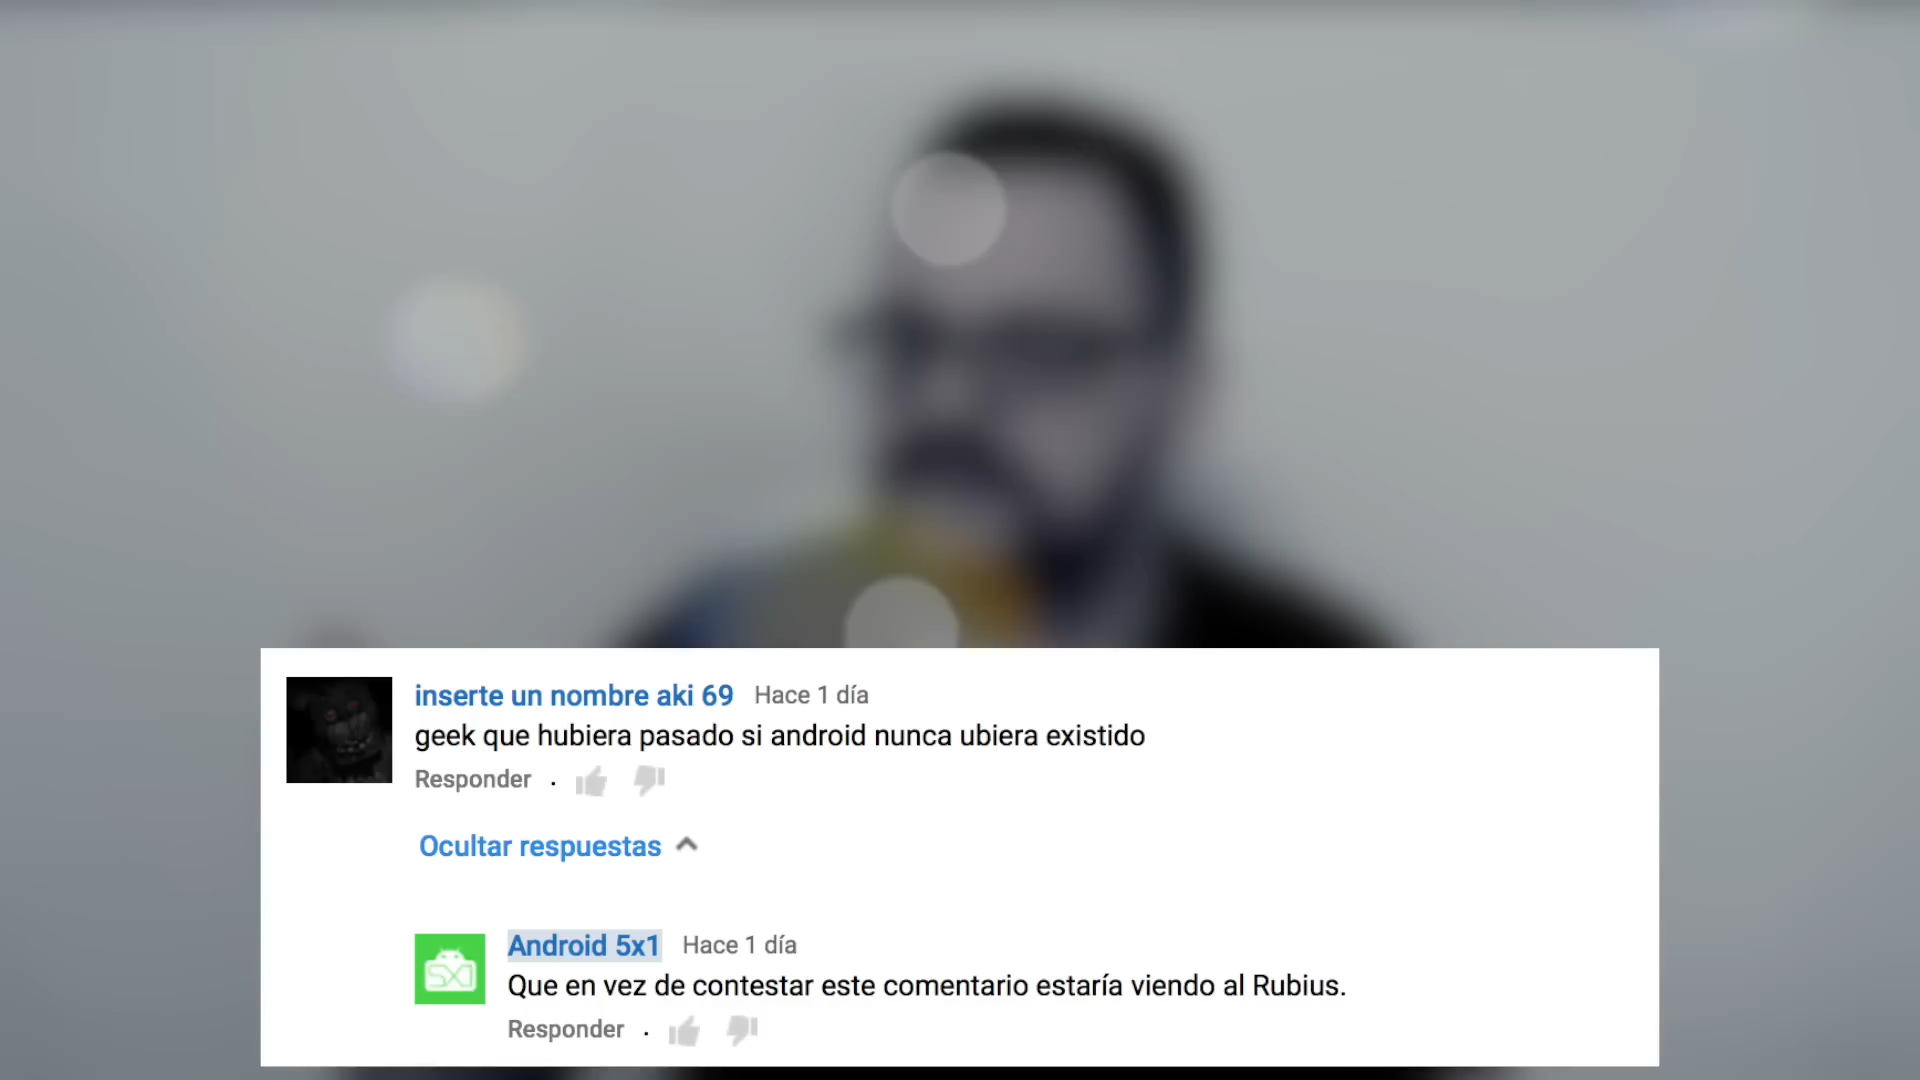 inserte un nombre aki 69 Hace 1 día
geek que hubiera pasado si android nunca ubiera existido
Responder .
Ocultar respuestas
5X1
Android 5x1 Hace 1 día
Que en vez de contestar este comentario estaría viendo al Rubius.
Responder .